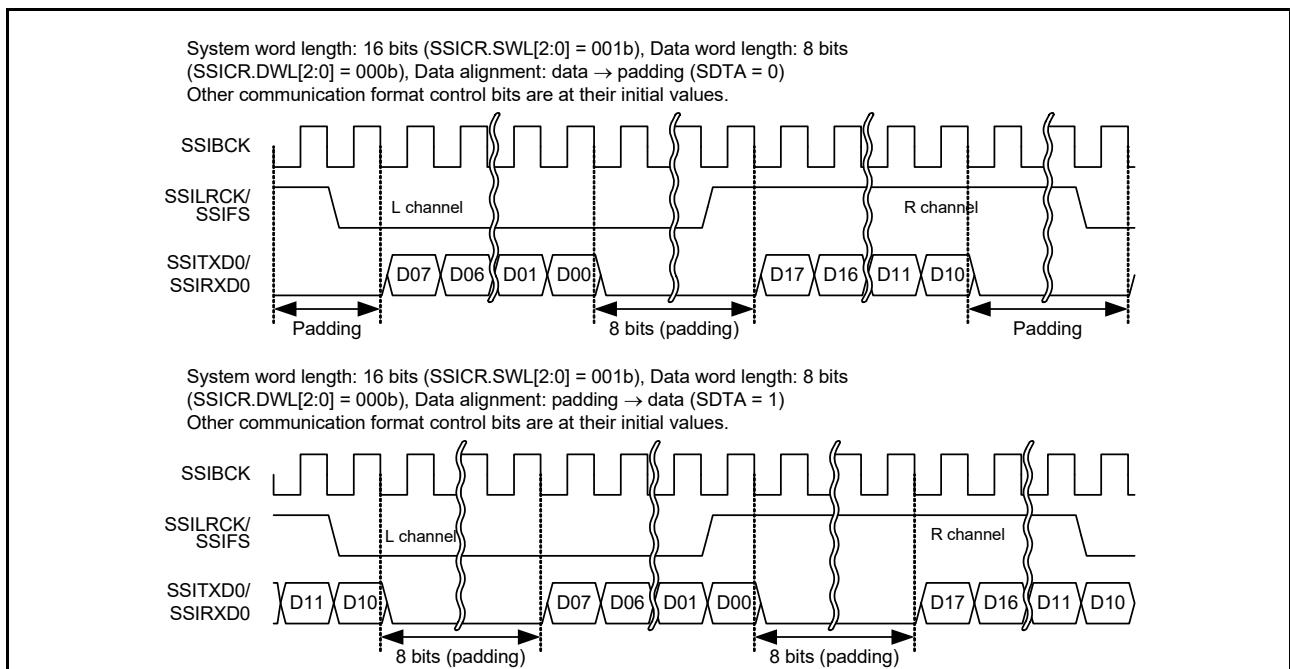 System word length: 16 bits (SSICR.SWL[2:0] = 001b), Data word length: 8 bits
(SSICR.DWL[2:0] = 000b), Data alignment: data → padding (SDTA = 0)
Other communication format control bits are at their initial values.
SSIBCK
SSILRCK/
SSIFS
L channel
R channel
SSITXD0/
SSIRXD0
D07 D06 D01 D00 D17 D16 D11 D10
Padding
8 bits (padding)
Padding
System word length: 16 bits (SSICR.SWL[2:0] = 001b), Data word length: 8 bits
(SSICR.DWL[2:0] = 000b), Data alignment: padding → data (SDTA = 1)
Other communication format control bits are at their initial values.
SSIBCK
SSILRCK/
SSIFS
L channel
R channel
SSITXD0/
SSIRXD0
D11 D10 D07 D06 D01 D00 D17 D16 D11 D10
8 bits (padding)
8 bits (padding)